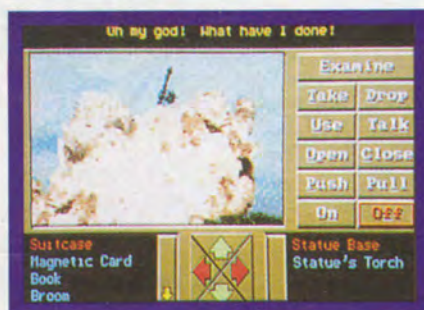 Oh my god! What have I done!
Examine
Take Drop
Use Talk
Open Close
Push Pull
On Off
Suitcase
Magnetic Card
Book
Broom
Statue Base
Statue's Torch